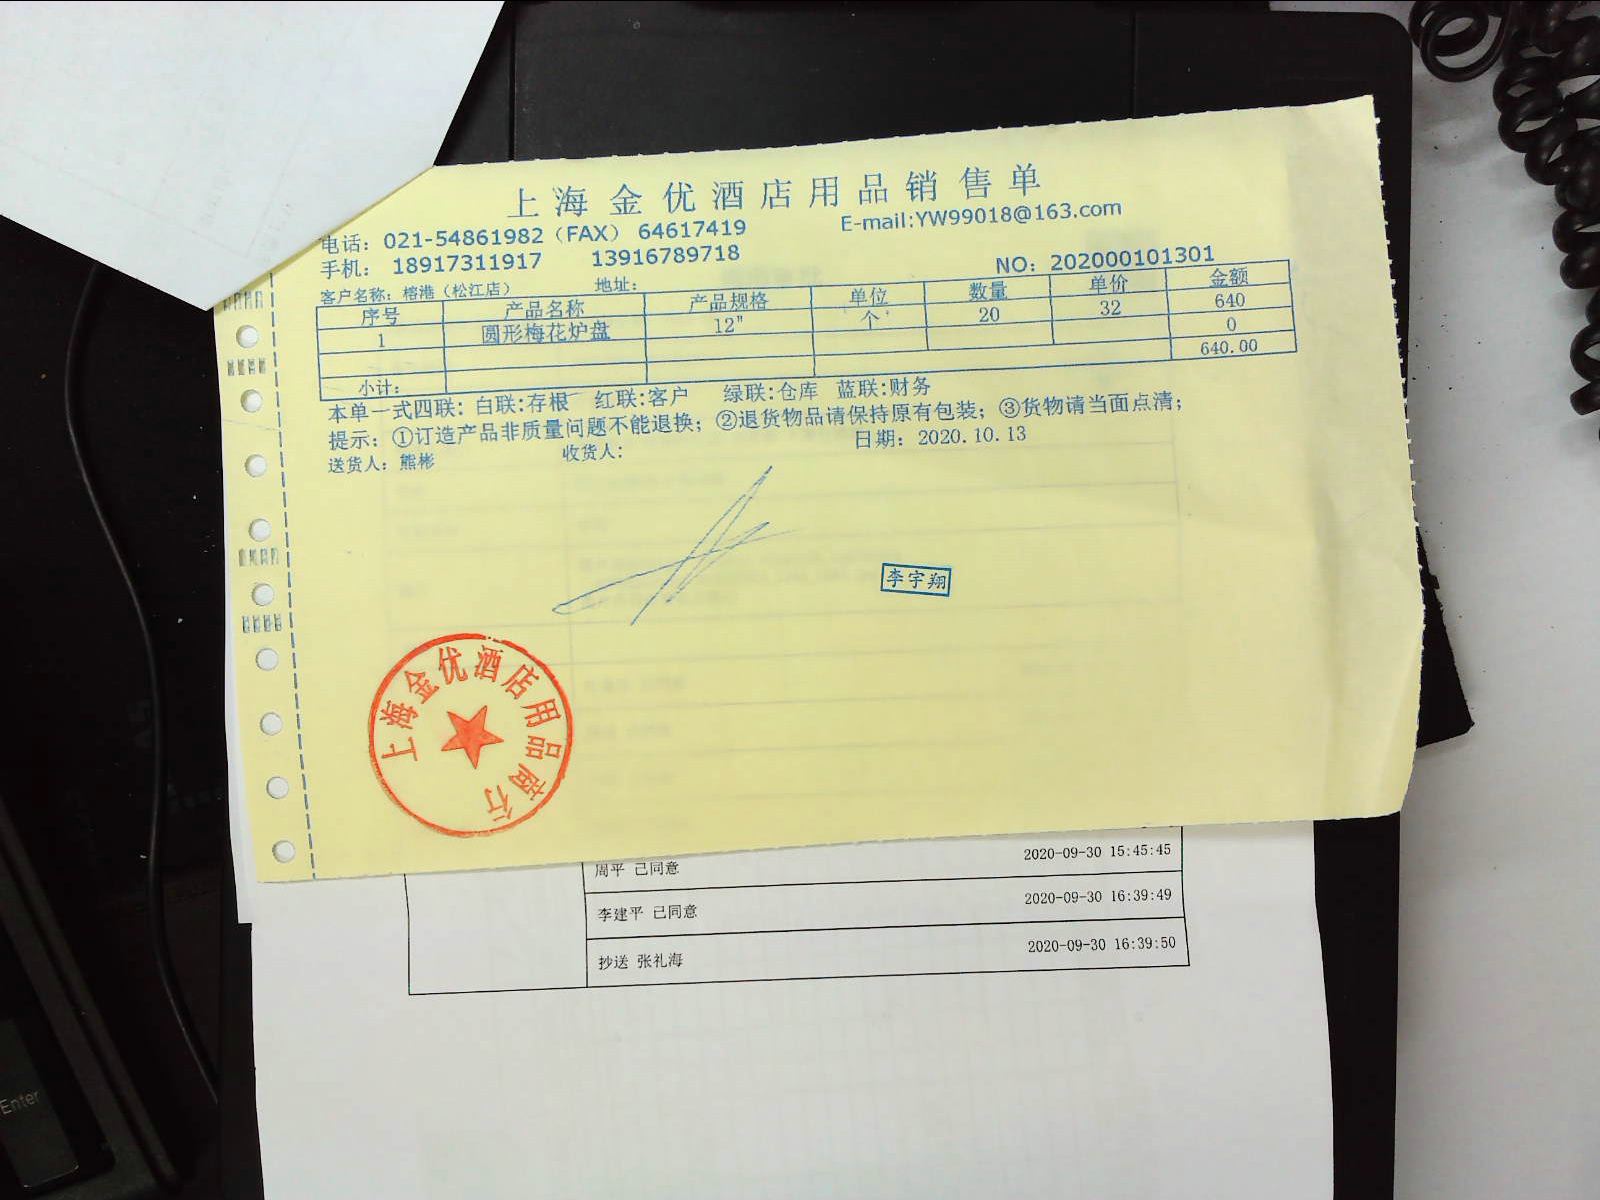 上海金优酒店用品销售单
电话：021-54861982（FAX） 64617419 E-mail:YW99018@163.com
手机： 18917311917 13916789718 NO：202000101301
客户名称：榕港（松江店） 地址：
序号 产品名称 产品规格 单位 数量 单价 金额
1 圆形梅花炉盘 12" 个 20 32 640
0
小计： 640.00
本单一式四联：白联:存根 红联:客户 绿联:仓库 蓝联:财务
提示：①订造产品非质量问题不能退换；②退货物品请保持原有包装；③货物请当面点清；
送货人：熊彬 收货人： 日期：2020.10.13
李宇翔
上海金优酒店用品商行
周平 已同意 2020-09-30 15:45:45
李建平 已同意 2020-09-30 16:39:49
抄送 张礼海 2020-09-30 16:39:50
Enter